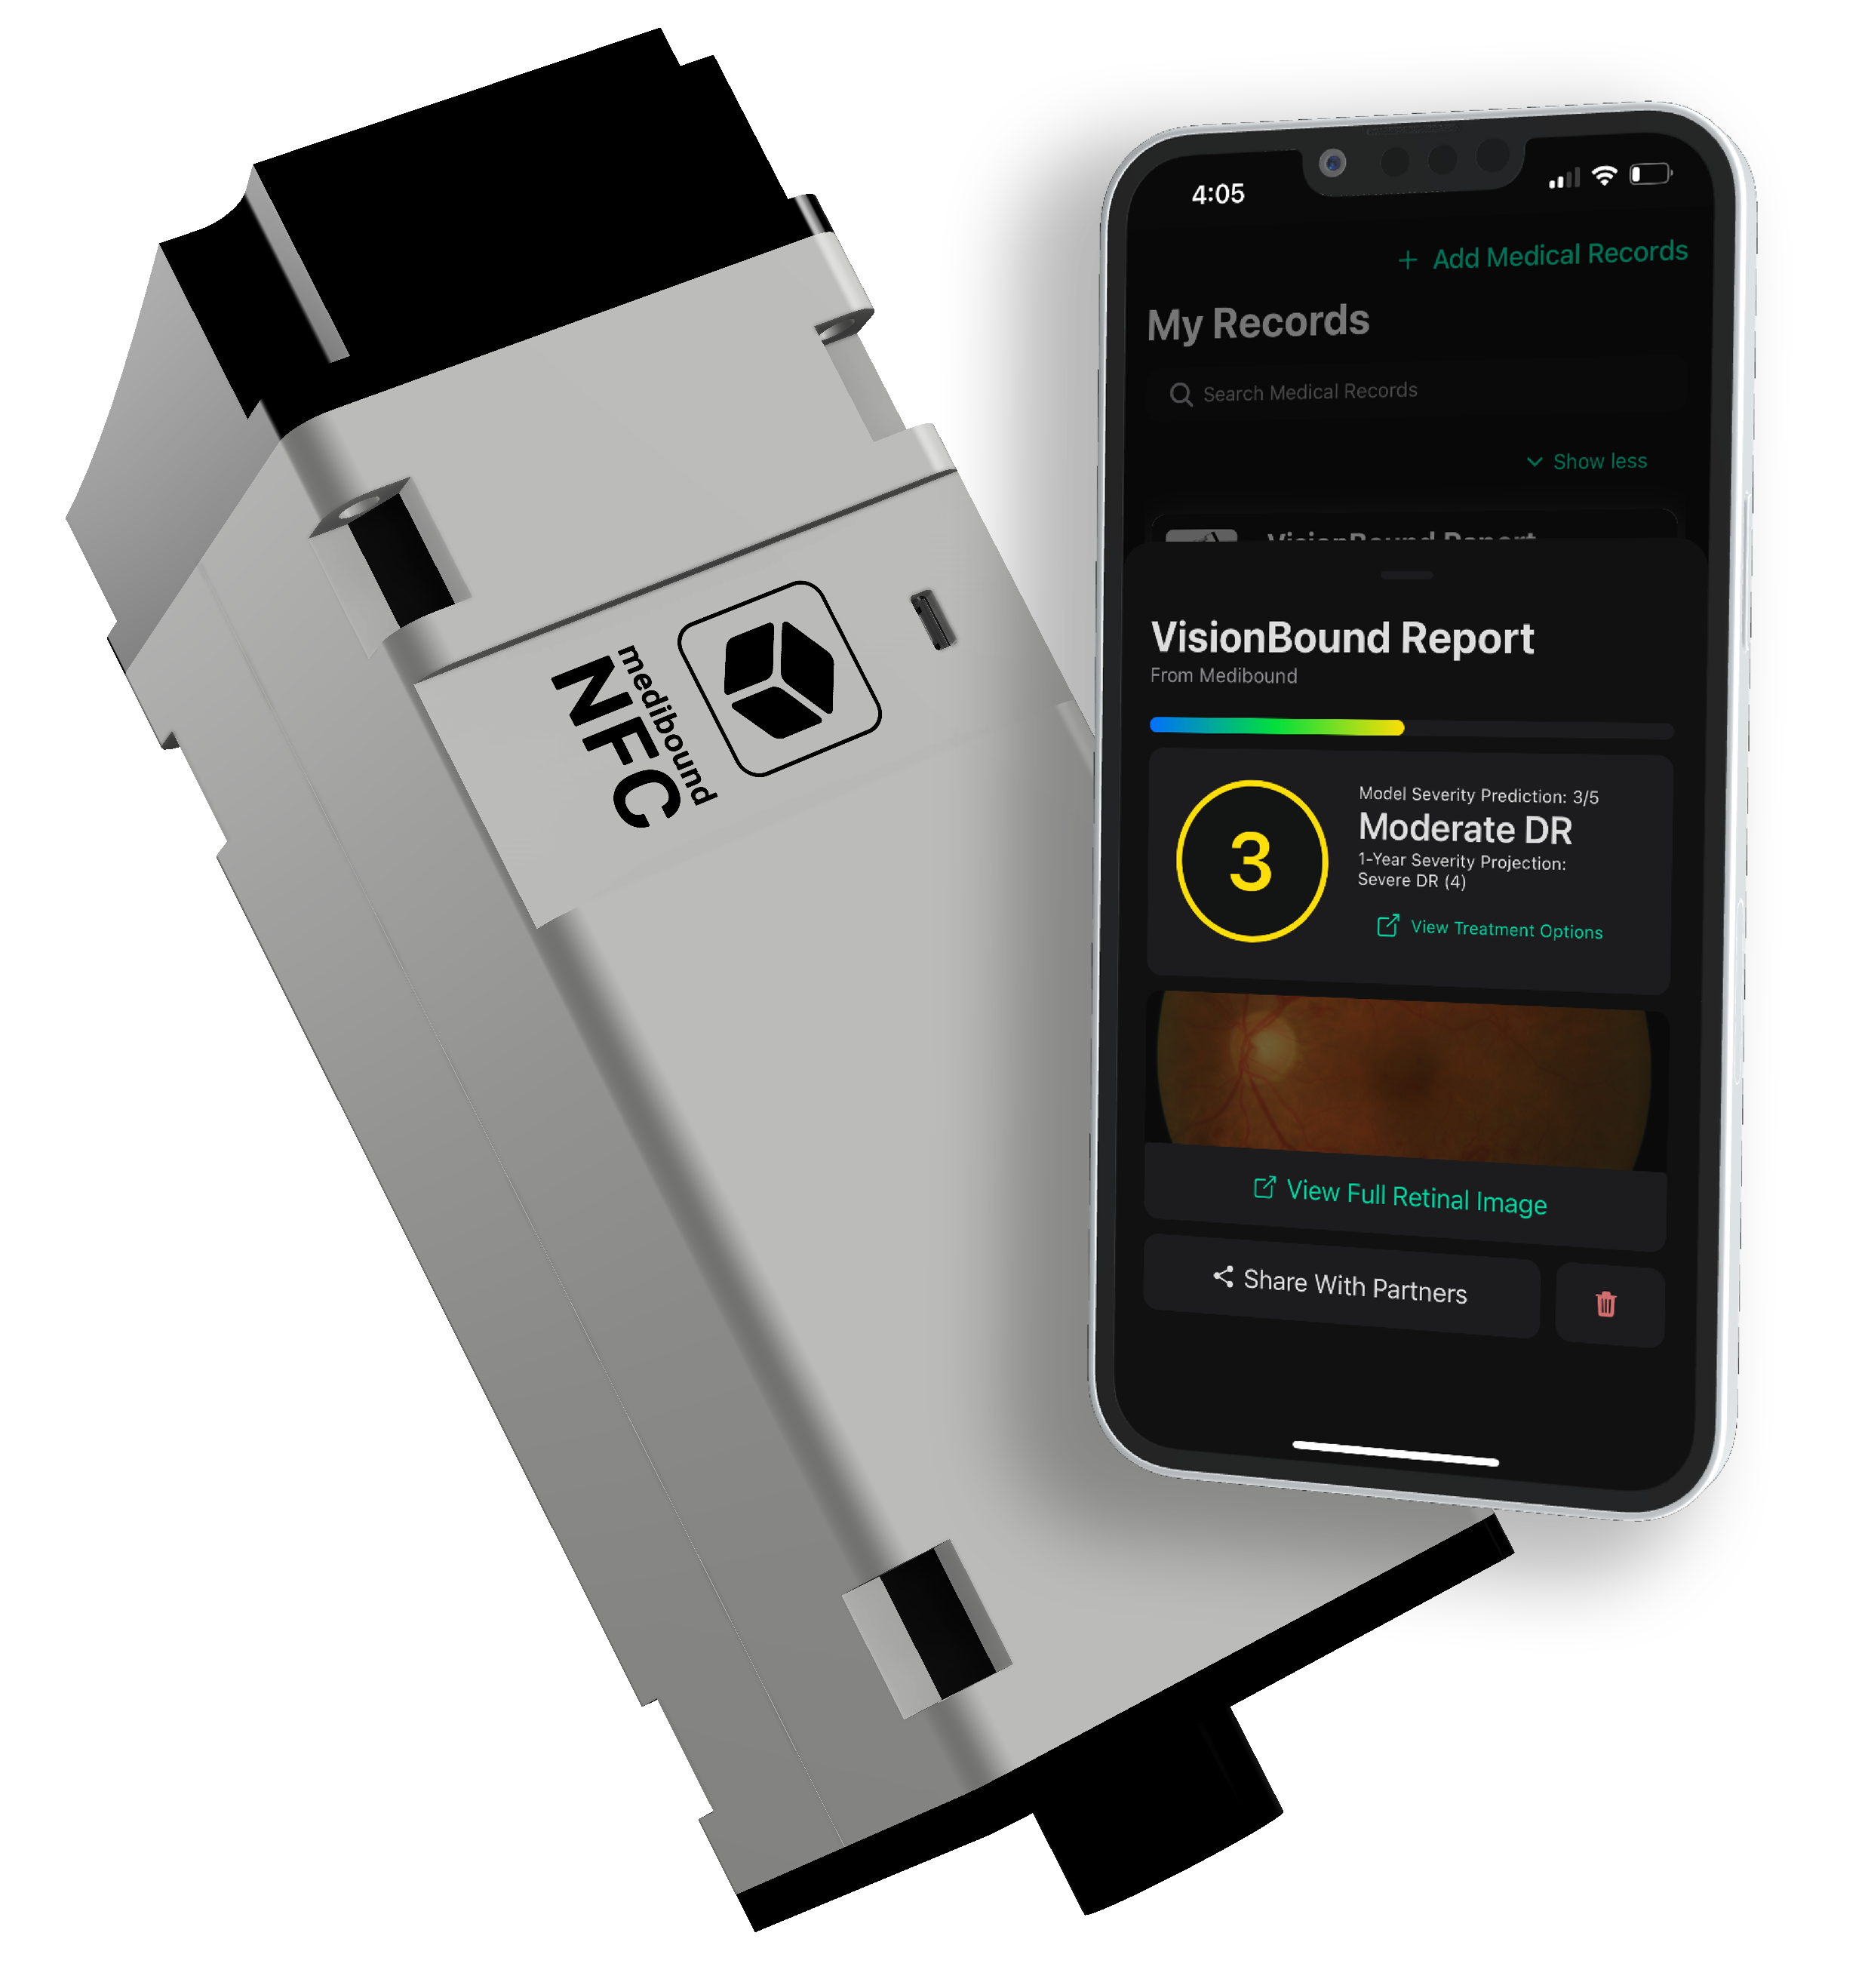 medibound
NFC
4:05
+ Add Medical Records
My Records
Search Medical Records
Show less
VisionBound Report
VisionBound Report
From Medibound
3
Model Severity Prediction: 3/5
Moderate DR
1-Year Severity Projection:
Severe DR (4)
View Treatment Options
View Full Retinal Image
Share With Partners